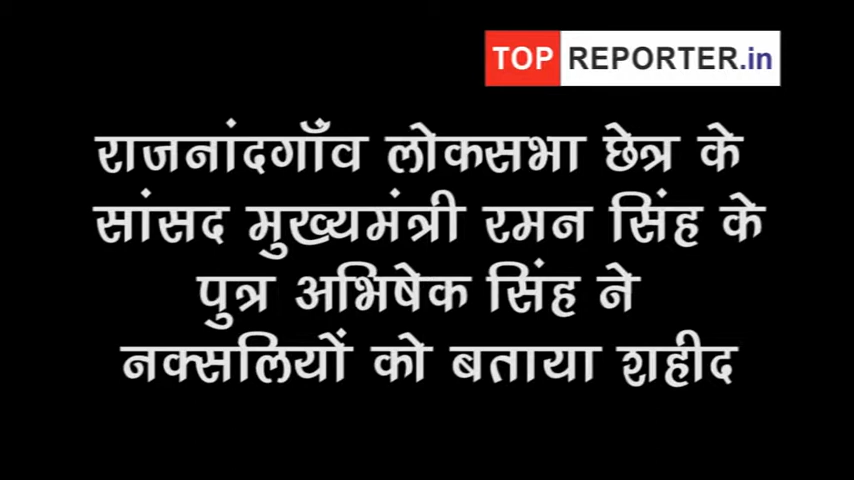 TOP REPORTER.in
राजनांदगाँव लोकसभा छेत्र के
सांसद मुख्यमंत्री रमन सिंह के
पुत्र अभिषेक सिंह ने
नक्सलियों को बताया शहीद